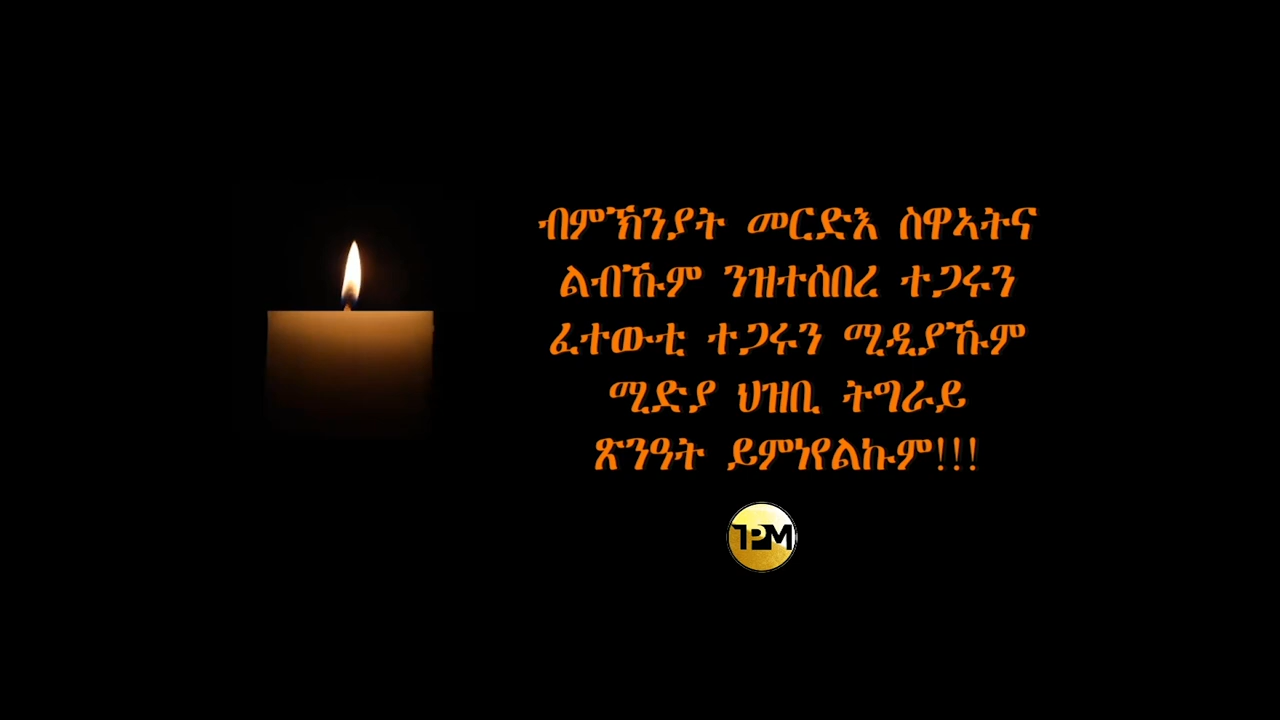 ብምኽንያት መርድእ ስዋኣትና
ልብኹም ንዝተሰበረ ተጋሩን
ፈተውቲ ተጋሩን ሚዲያኹም
ሚድያ ህዝቢ ትግራይ
ጽንዓት ይምነየልኩም!!!
TPM